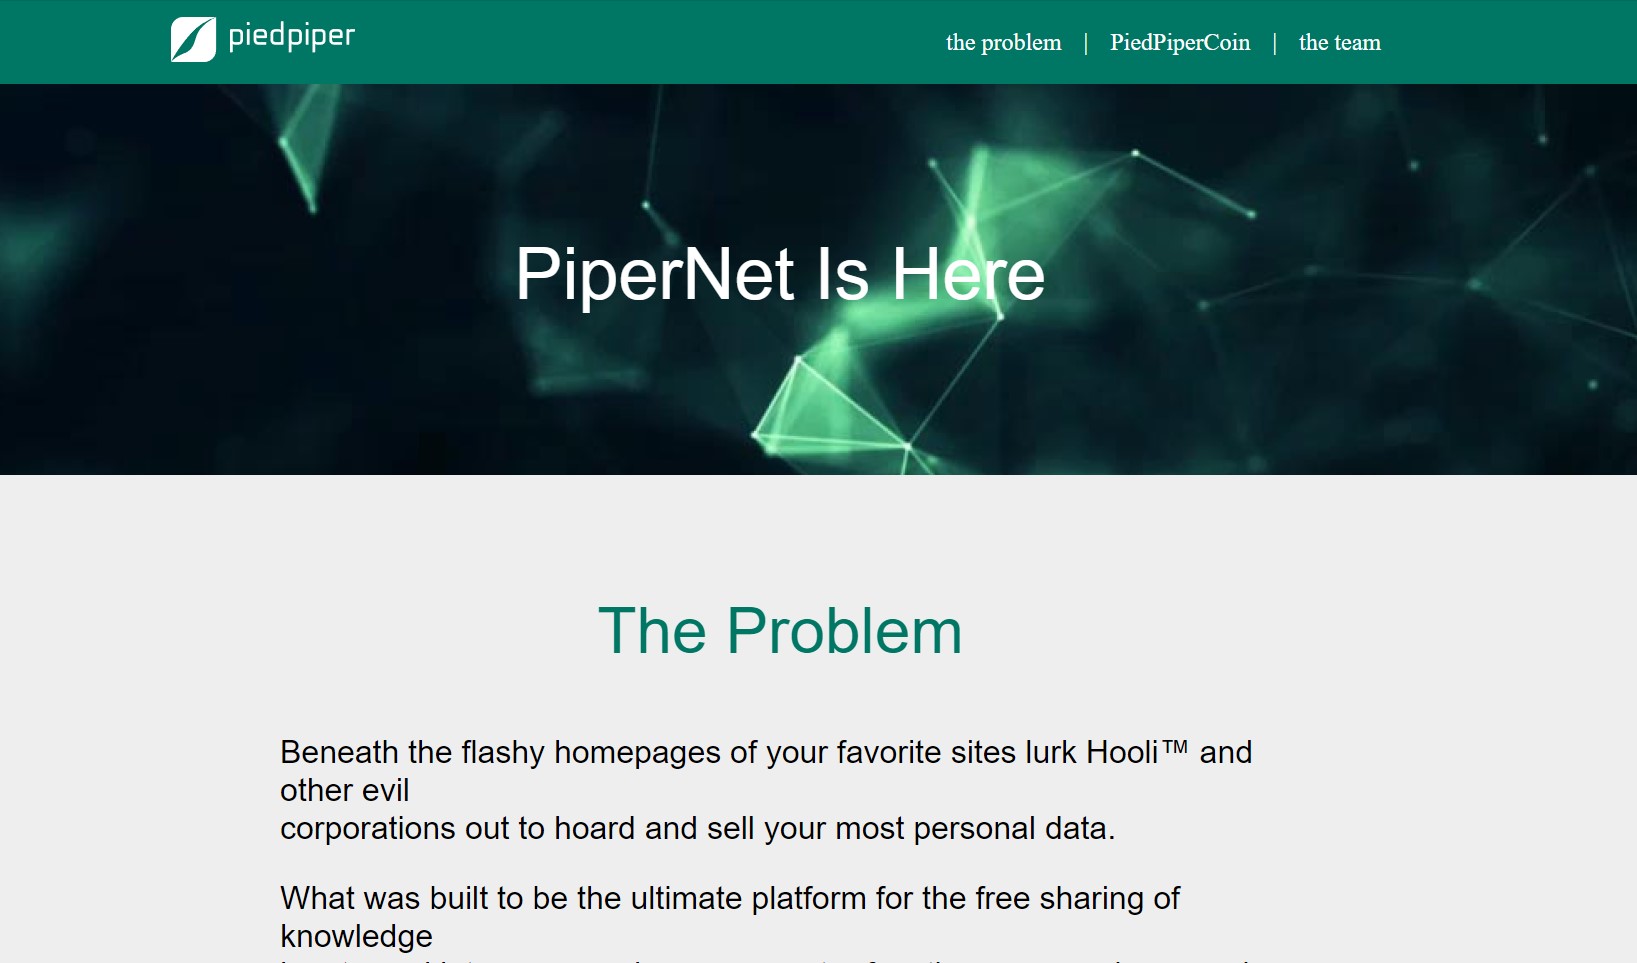 piedpiper
the problem | PiedPiperCoin | the team
PiperNet Is Here
The Problem
Beneath the flashy homepages of your favorite sites lurk Hooli™ and
other evil
corporations out to hoard and sell your most personal data.
What was built to be the ultimate platform for the free sharing of
knowledge